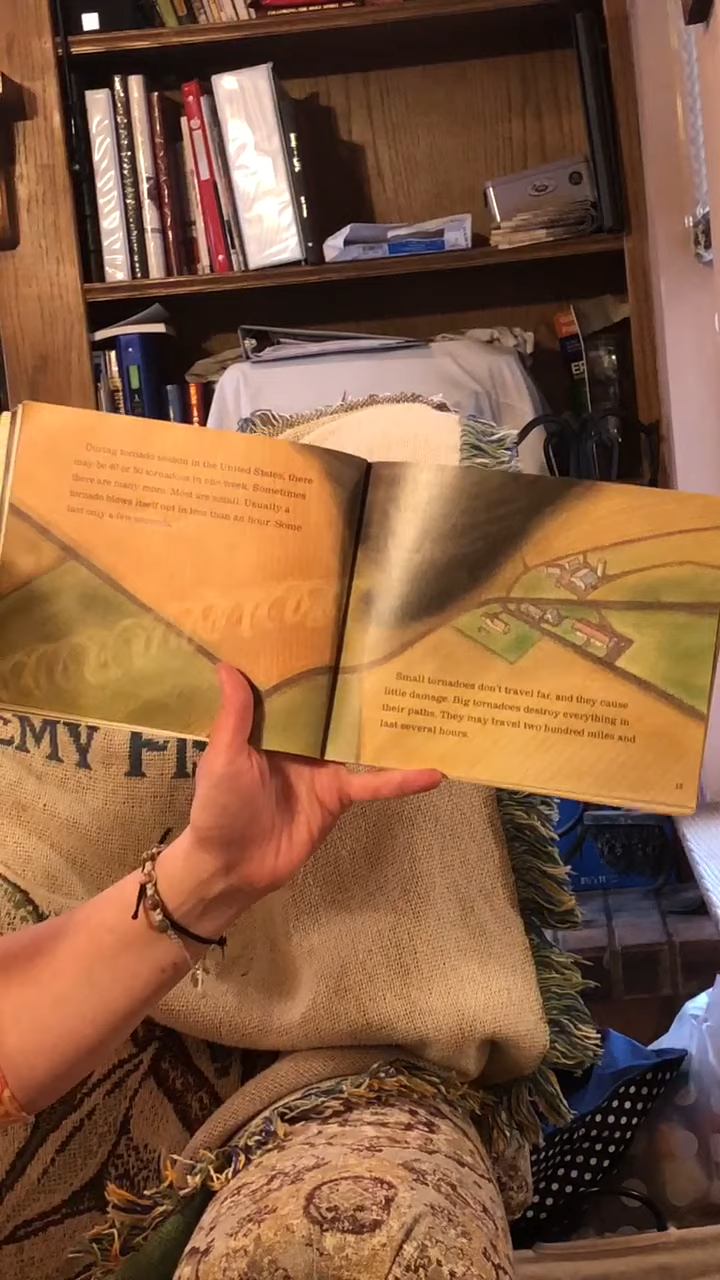 During tornado season in the United States, there
may be 40 or 50 tornadoes in one week. Sometimes
there are many more. Most are small. Usually a
tornado blows itself out in less than an hour. Some
last only a few seconds.
Small tornadoes don't travel far, and they cause
little damage. Big tornadoes destroy everything in
their paths. They may travel two hundred miles and
last several hours.
15